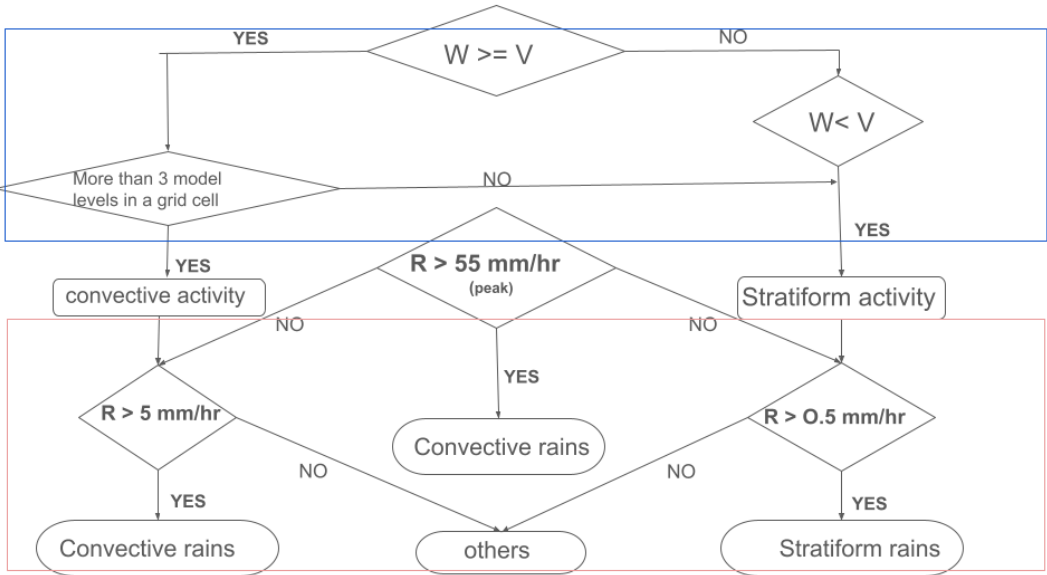 YES
W >= V
NO
W< V
More than 3 model
levels in a grid cell
NO
YES
YES
R > 55 mm/hr
(peak)
convective activity
Stratiform activity
NO
NO
YES
R > 5 mm/hr
R > O.5 mm/hr
Convective rains
NO
NO
YES
YES
Convective rains
others
Stratiform rains